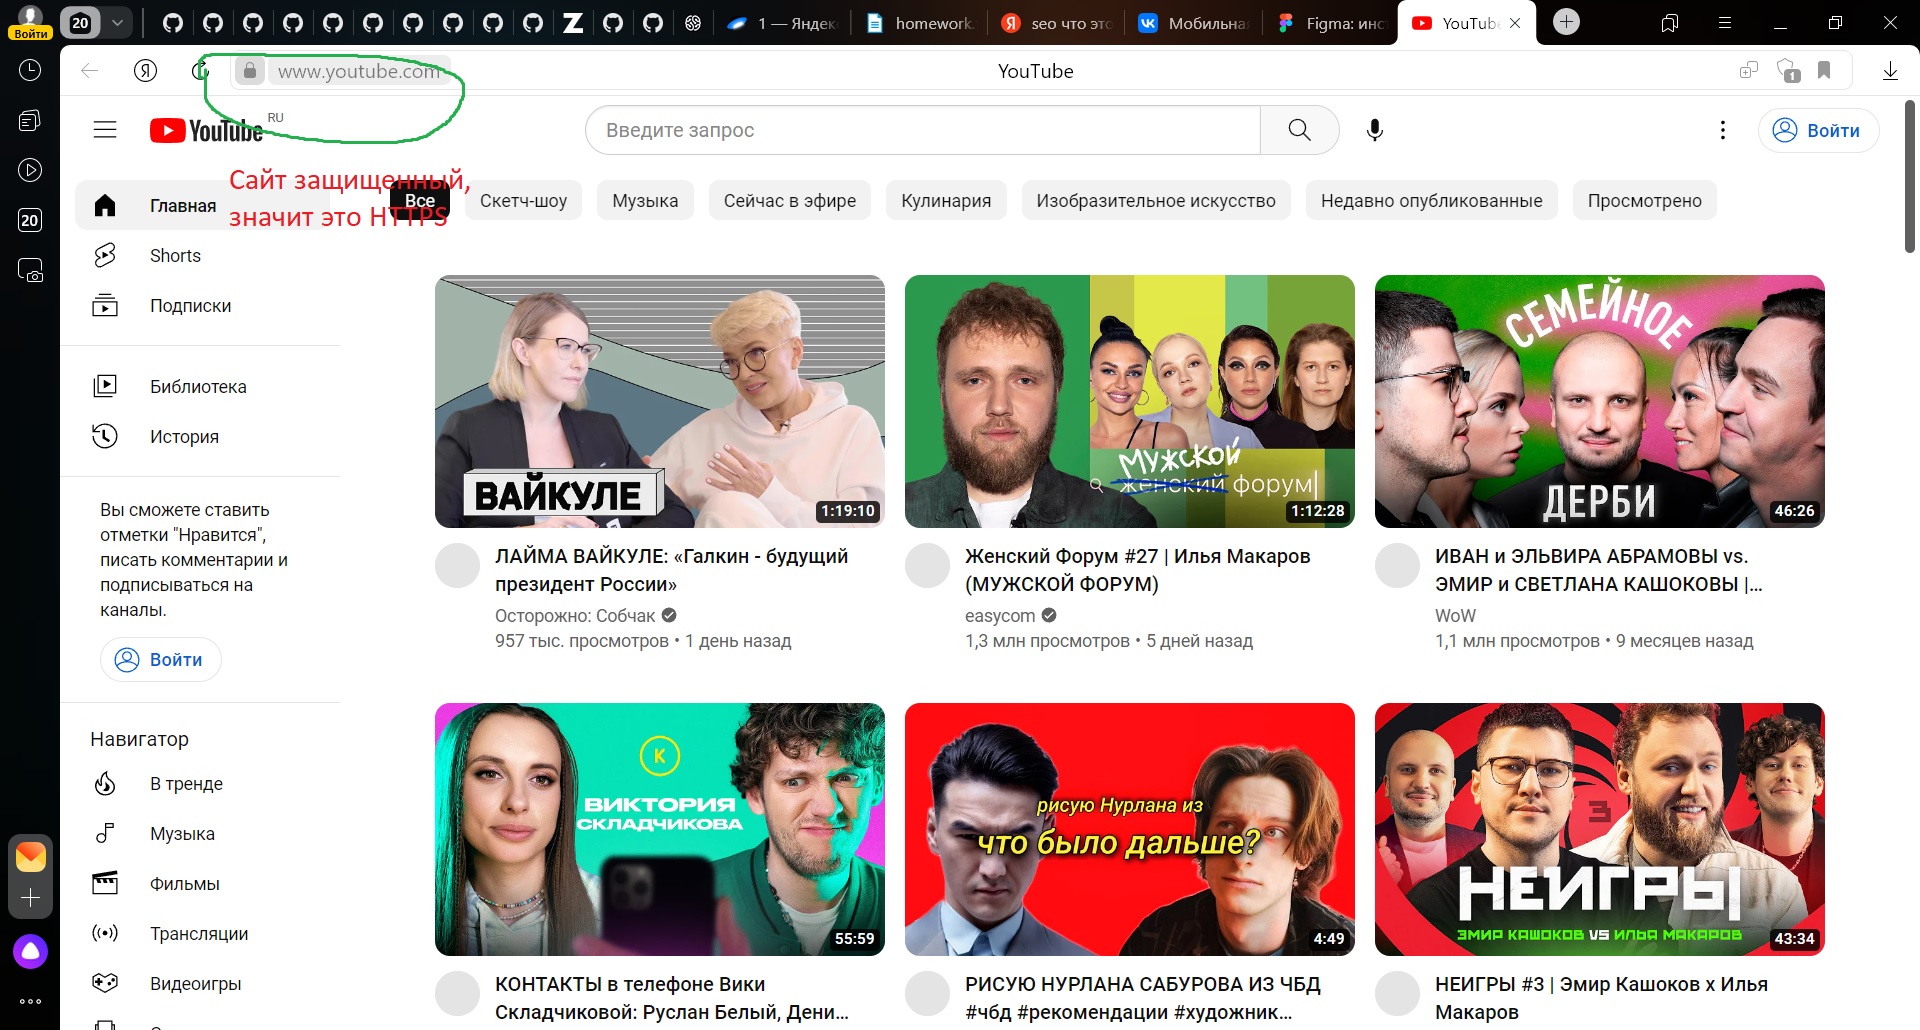 20
1 — Яндекс
homework.
seo что это
Мобильная
Figma: инс
YouTube
Войти
www.youtube.com
YouTube
1
20
YouTube RU
Введите запрос
Войти
Сайт защищенный,
значит это HTTPS
Все
Скетч-шоу
Музыка
Сейчас в эфире
Кулинария
Изобразительное искусство
Недавно опубликованные
Просмотрено
Главная
Shorts
Подписки
Библиотека
История
Вы сможете ставить
отметки "Нравится",
писать комментарии и
подписываться на
каналы.
Войти
Навигатор
В тренде
Музыка
Фильмы
Трансляции
Видеоигры
ВАЙКУЛЕ
1:19:10
ЛАЙМА ВАЙКУЛЕ: «Галкин - будущий
президент России»
Осторожно: Собчак
957 тыс. просмотров • 1 день назад
МУЖСКОЙ
женский форум
1:12:28
Женский Форум #27 | Илья Макаров
(МУЖСКОЙ ФОРУМ)
easycom
1,3 млн просмотров • 5 дней назад
СЕМЕЙНОЕ
ДЕРБИ
46:26
ИВАН и ЭЛЬВИРА АБРАМОВЫ vs.
ЭМИР и СВЕТЛАНА КАШОКОВЫ |...
WoW
1,1 млн просмотров • 9 месяцев назад
К
ВИКТОРИЯ
СКЛАДЧИКОВА
55:59
КОНТАКТЫ в телефоне Вики
Складчиковой: Руслан Белый, Дени...
рисую Нурлана из
что было дальше?
4:49
РИСУЮ НУРЛАНА САБУРОВА ИЗ ЧБД
#чбд #рекомендации #художник...
3
НЕИГРЫ
ЭМИР КАШОКОВ VS ИЛЬЯ МАКАРОВ
43:34
НЕИГРЫ #3 | Эмир Кашоков х Илья
Макаров